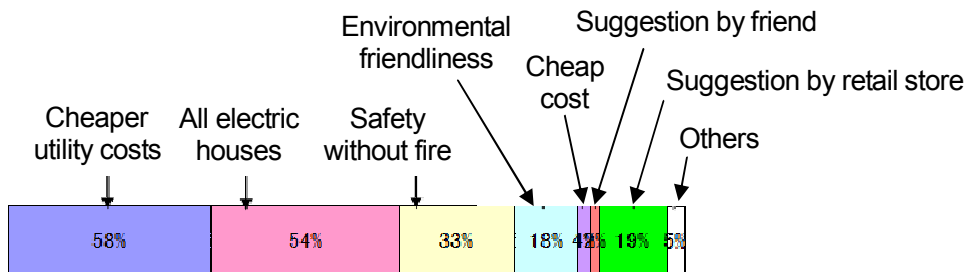 Environmental
friendliness
Suggestion by friend
Cheap
cost
Suggestion by retail store
Cheaper
utility costs
All electric
houses
Safety
without fire
Others
58%
54%
33%
18%
19%
5%